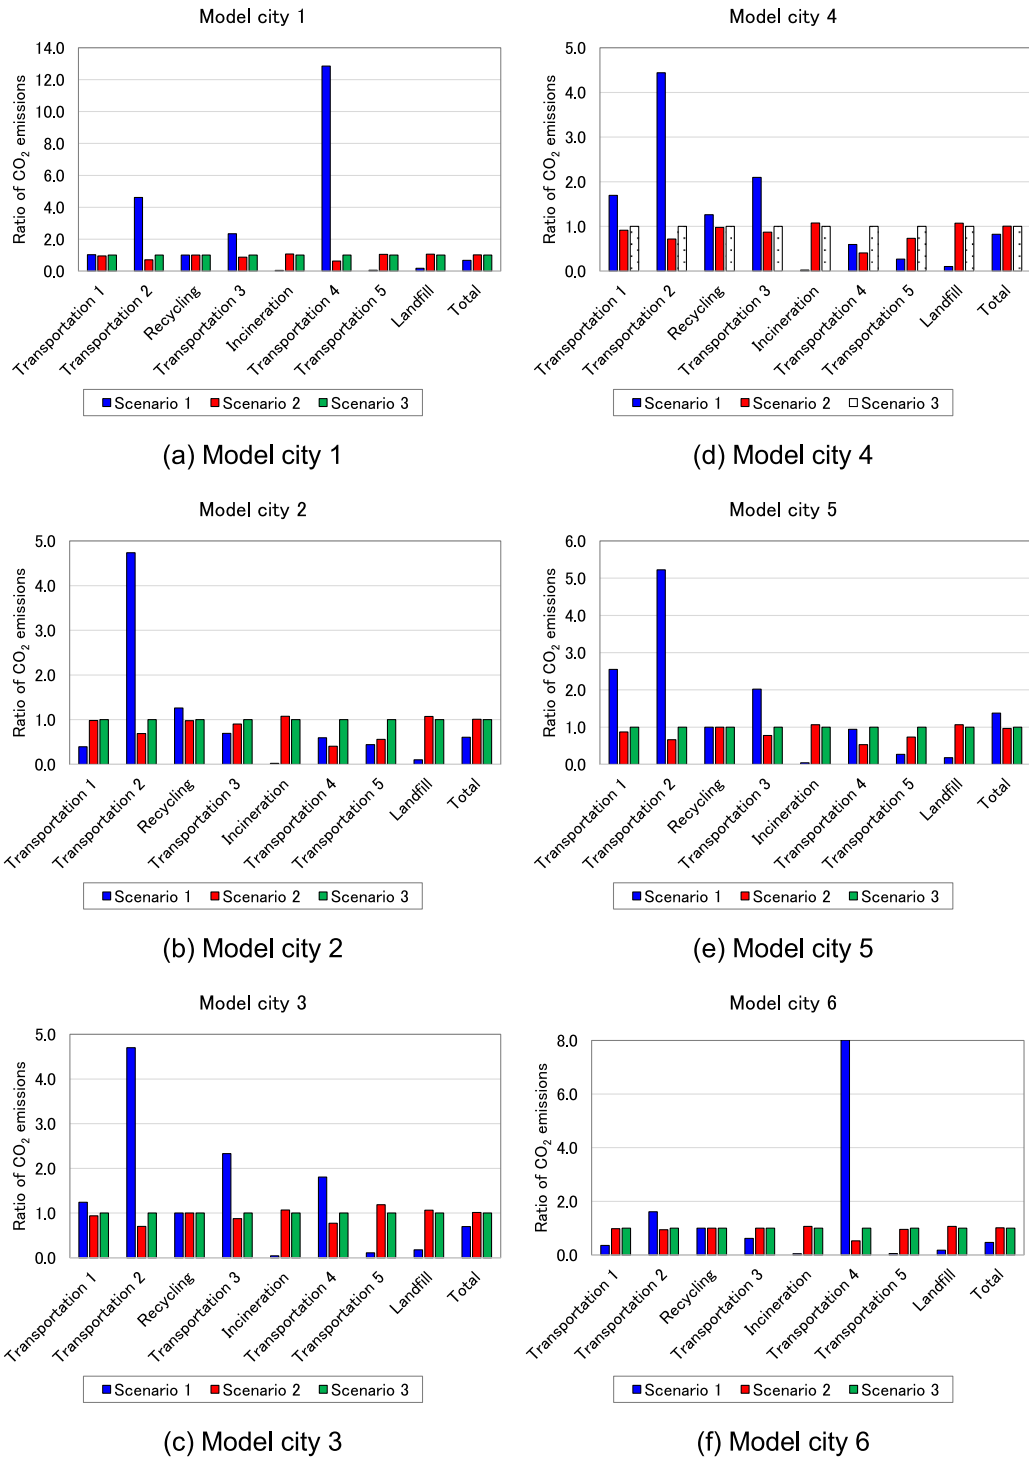 Model city 1
Ratio of CO₂ emissions
14.0
12.0
10.0
8.0
6.0
4.0
2.0
0.0
Transportation 1
Transportation 2
Recycling
Transportation 3
Incineration
Transportation 4
Transportation 5
Landfill
Total
Scenario 1 Scenario 2 Scenario 3
(a) Model city 1
Model city 2
Ratio of CO₂ emissions
5.0
4.0
3.0
2.0
1.0
0.0
Transportation 1
Transportation 2
Recycling
Transportation 3
Incineration
Transportation 4
Transportation 5
Landfill
Total
Scenario 1 Scenario 2 Scenario 3
(b) Model city 2
Model city 3
Ratio of CO₂ emissions
5.0
4.0
3.0
2.0
1.0
0.0
Transportation 1
Transportation 2
Recycling
Transportation 3
Incineration
Transportation 4
Transportation 5
Landfill
Total
Scenario 1 Scenario 2 Scenario 3
(c) Model city 3
Model city 4
Ratio of CO₂ emissions
5.0
4.0
3.0
2.0
1.0
0.0
Transportation 1
Transportation 2
Recycling
Transportation 3
Incineration
Transportation 4
Transportation 5
Landfill
Total
Scenario 1 Scenario 2 Scenario 3
(d) Model city 4
Model city 5
Ratio of CO₂ emissions
6.0
5.0
4.0
3.0
2.0
1.0
0.0
Transportation 1
Transportation 2
Recycling
Transportation 3
Incineration
Transportation 4
Transportation 5
Landfill
Total
Scenario 1 Scenario 2 Scenario 3
(e) Model city 5
Model city 6
Ratio of CO₂ emissions
8.0
6.0
4.0
2.0
0.0
Transportation 1
Transportation 2
Recycling
Transportation 3
Incineration
Transportation 4
Transportation 5
Landfill
Total
Scenario 1 Scenario 2 Scenario 3
(f) Model city 6